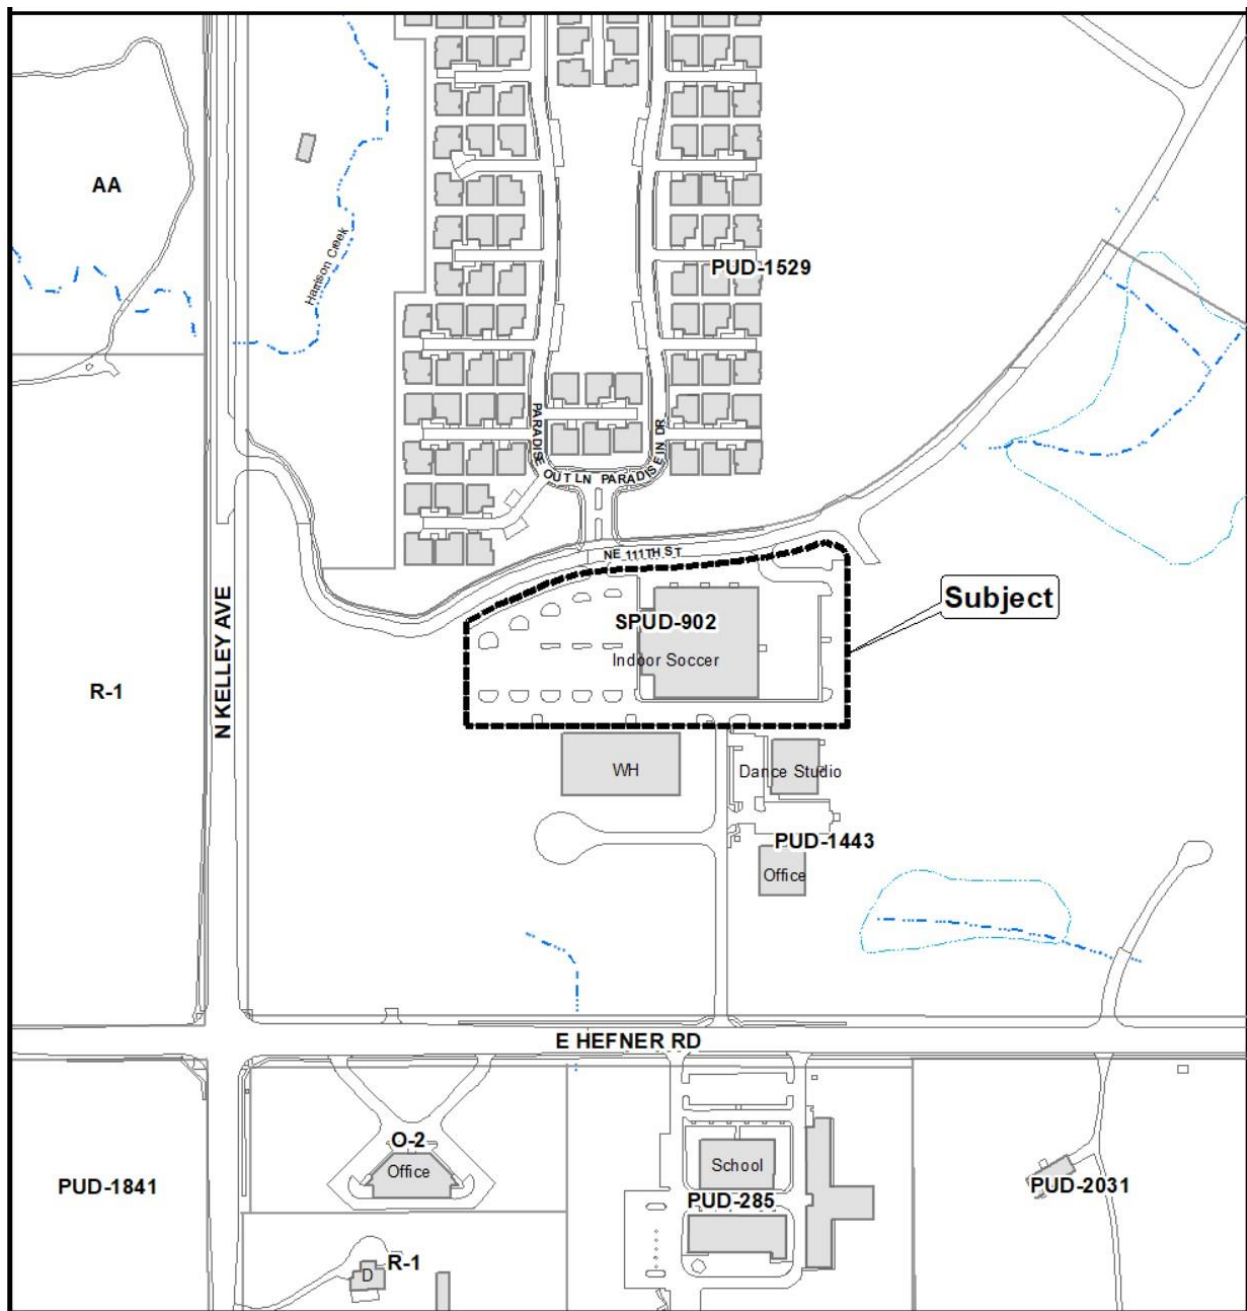 AA
Harrison Creek
PUD-1529
PARADISE OUT LN
PARADISE IN DR
NE 111TH ST
Subject
SPUD-902
Indoor Soccer
N KELLEY AVE
R-1
WH
Dance Studio
PUD-1443
Office
E HEFNER RD
O-2
Office
School
PUD-1841
PUD-285
PUD-2031
R-1
D